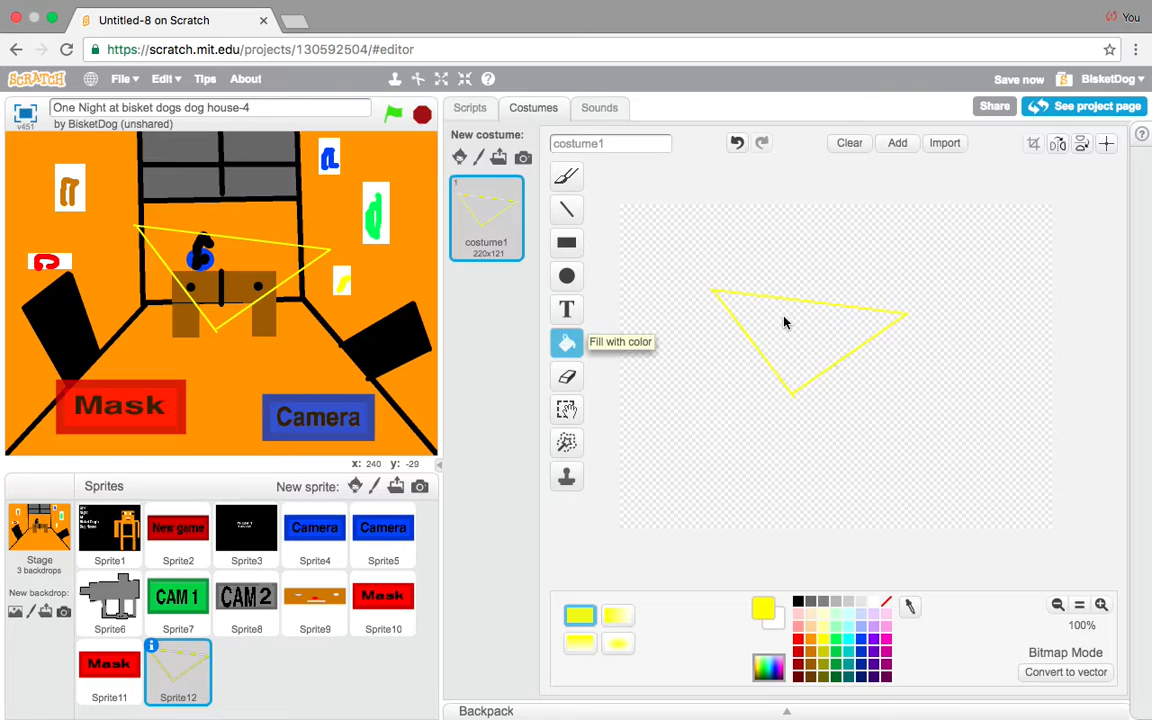 Untitled-8 on Scratch
You
https://scratch.mit.edu/projects/130592504/#editor
SCRATCH File Edit Tips About Save now BisketDog
v451
One Night at bisket dogs dog house-4
by BisketDog (unshared)
Scripts Costumes Sounds Share See project page
New costume: costume1 Clear Add Import
1
costume1
220x121
Fill with color
Mask
Camera
x: 240 y: -29
Sprites New sprite:
New game Camera Camera
Stage
3 backdrops
Sprite1 Sprite2 Sprite3 Sprite4 Sprite5
New backdrop:
CAM 1 CAM 2 Mask
Sprite6 Sprite7 Sprite8 Sprite9 Sprite10
Mask
Sprite11 Sprite12
100%
Bitmap Mode
Convert to vector
Backpack